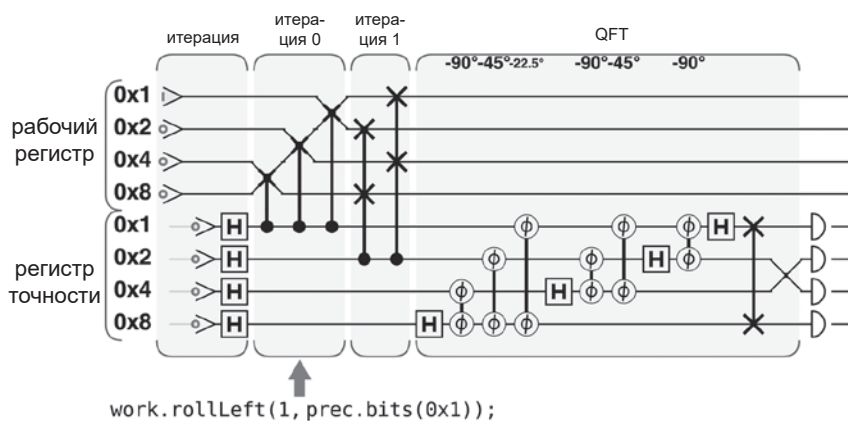 итерация
итера-
ция 0
итера-
ция 1
QFT
-90°-45°-22.5° -90°-45° -90°
рабочий
регистр
0x1
0x2
0x4
0x8
регистр
точности
0x1 H H
0x2 H H
0x4 H H
0x8 H H
ϕ ϕ ϕ ϕ ϕ ϕ ϕ ϕ ϕ ϕ ϕ ϕ
work.rollLeft(1, prec.bits(0x1));